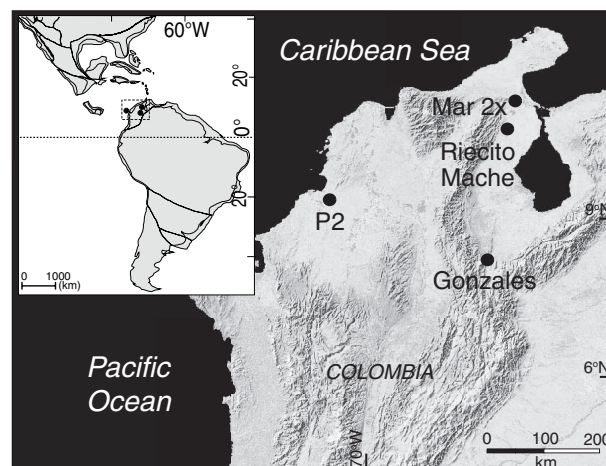 60°W
20°
0°
20°
0 1000
(km)
Caribbean Sea
Mar 2x
Riecito
Mache
P2
9°N
Gonzales
Pacific
Ocean
COLOMBIA
6°N
70°W
0 100 200
km